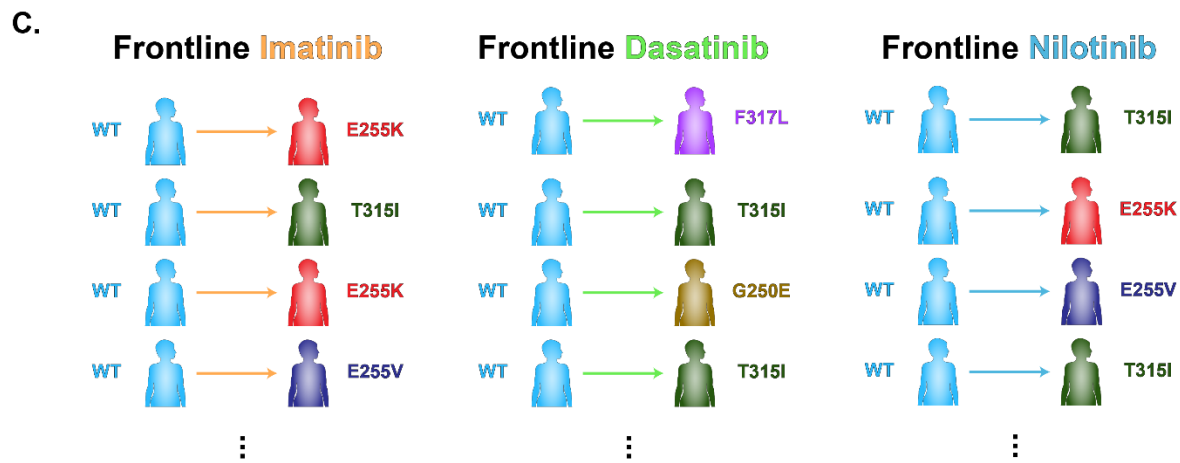 C.
Frontline Imatinib
WT E255K
WT T315I
WT E255K
WT E255V
⋮
Frontline Dasatinib
WT F317L
WT T315I
WT G250E
WT T315I
⋮
Frontline Nilotinib
WT T315I
WT E255K
WT E255V
WT T315I
⋮